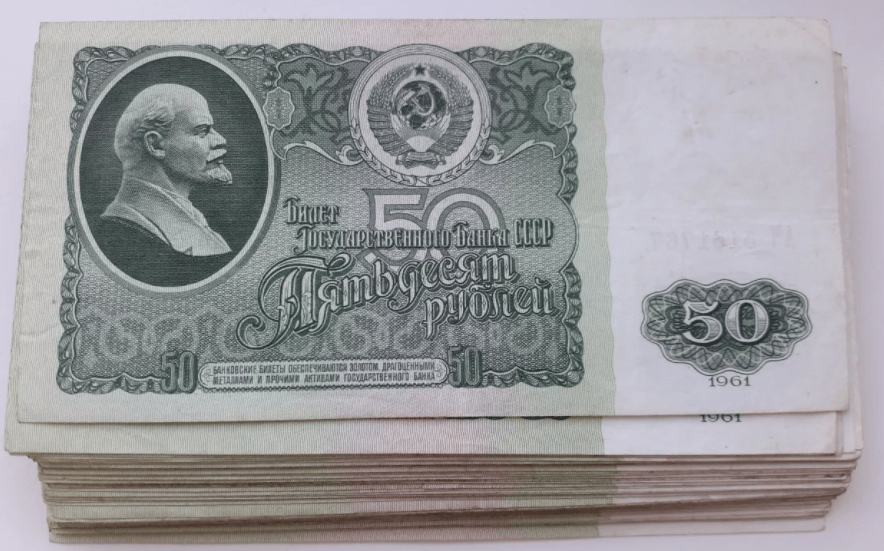 50
Билет
Государственного Банка СССР
Пятьдесят
рублей
50
БАНКОВСКИЕ БИЛЕТЫ ОБЕСПЕЧИВАЮТСЯ ЗОЛОТОМ, ДРАГОЦЕННЫМИ
МЕТАЛЛАМИ И ПРОЧИМИ АКТИВАМИ ГОСУДАРСТВЕННОГО БАНКА
50
50
1961
1961